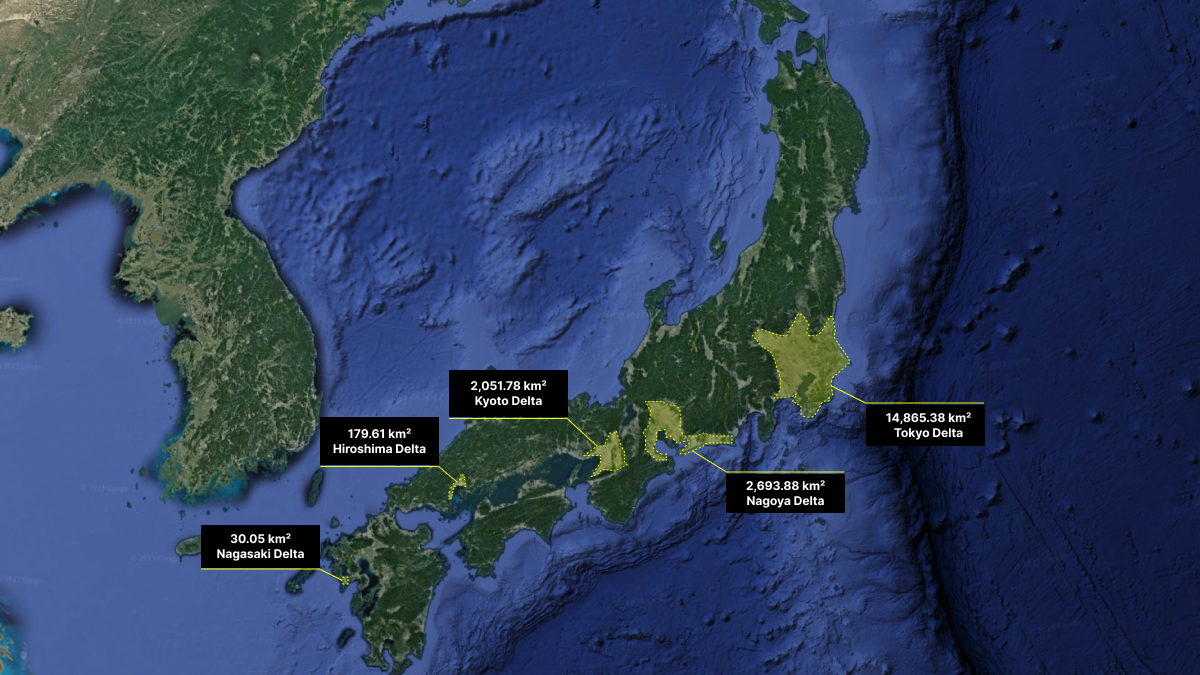 2,051.78 km²
Kyoto Delta
179.61 km²
Hiroshima Delta
14,865.38 km²
Tokyo Delta
2,693.88 km²
Nagoya Delta
30.05 km²
Nagasaki Delta